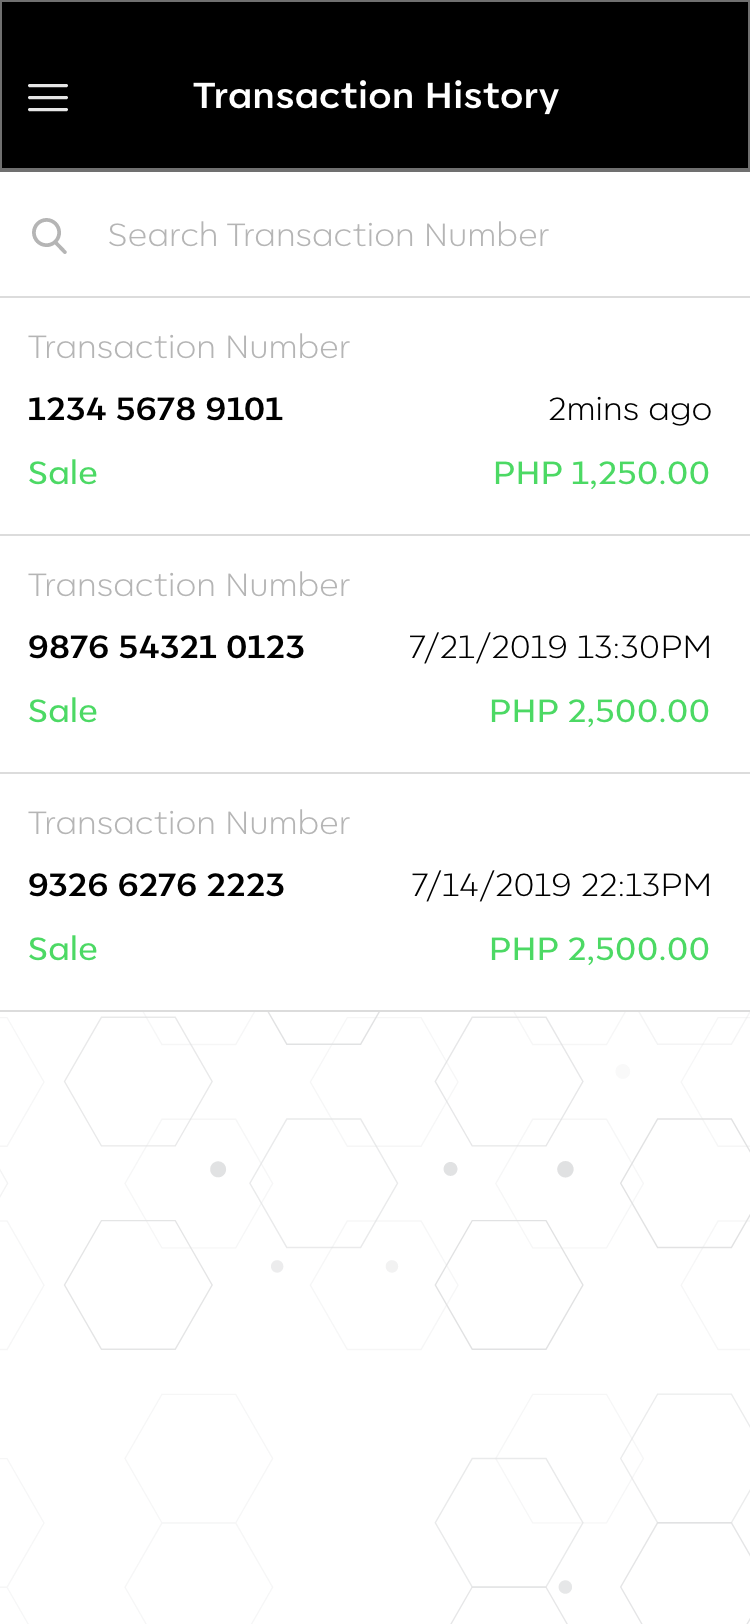 Transaction History
Search Transaction Number
Transaction Number
1234 5678 9101 2mins ago
Sale PHP 1,250.00
Transaction Number
9876 54321 0123 7/21/2019 13:30PM
Sale PHP 2,500.00
Transaction Number
9326 6276 2223 7/14/2019 22:13PM
Sale PHP 2,500.00